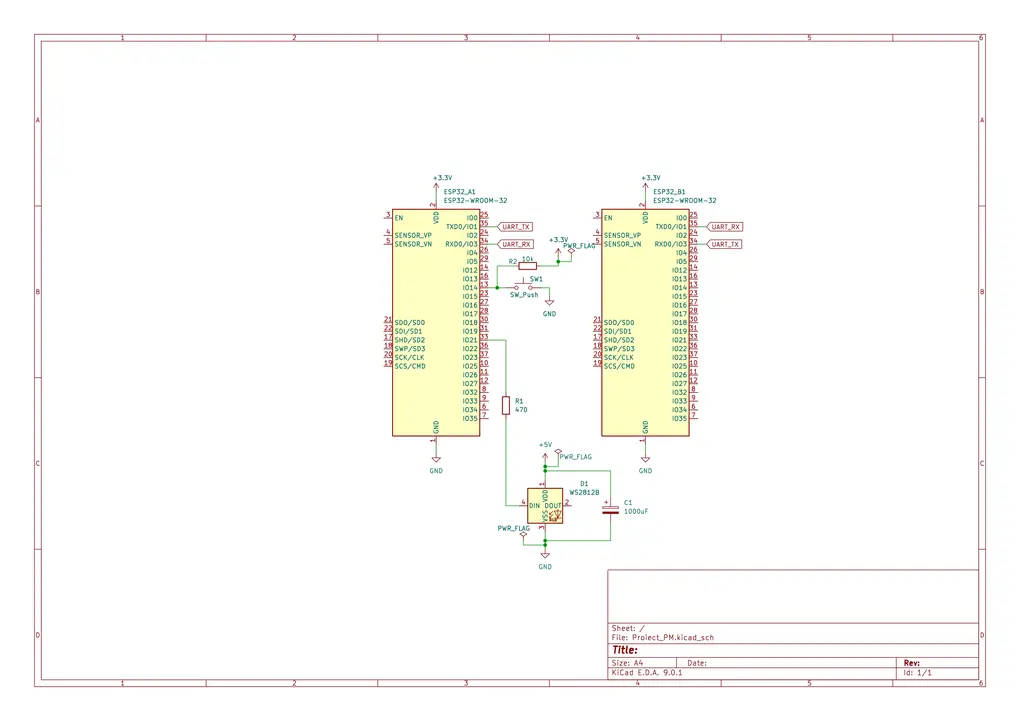 1 2 3 4 5 6
A A
+3.3V +3.3V
ESP32_A1 ESP32_B1
ESP32-WROOM-32 ESP32-WROOM-32
2 VDD 2 VDD
3 EN IO0 25 3 EN IO0 25
TXD0/IO1 35 UART_TX TXD0/IO1 35 UART_RX
4 SENSOR_VP IO2 24 4 SENSOR_VP IO2 24
5 SENSOR_VN RXD0/IO3 34 UART_RX 5 SENSOR_VN RXD0/IO3 34 UART_TX
+3.3V
PWR_FLAG
IO4 26 IO4 26
R2 10k
IO5 29 IO5 29
IO12 14 IO12 14
IO13 16 IO13 16
SW1
IO14 13 IO14 13
B B
SW_Push
IO15 23 IO15 23
IO16 27 IO16 27
IO17 28 GND IO17 28
21 SDO/SD0 IO18 30 21 SDO/SD0 IO18 30
22 SDI/SD1 IO19 31 22 SDI/SD1 IO19 31
17 SHD/SD2 IO21 33 17 SHD/SD2 IO21 33
18 SWP/SD3 IO22 36 18 SWP/SD3 IO22 36
20 SCK/CLK IO23 37 20 SCK/CLK IO23 37
19 SCS/CMD IO25 10 19 SCS/CMD IO25 10
IO26 11 IO26 11
IO27 12 IO27 12
IO32 8 IO32 8
IO33 9 R1 IO33 9
IO34 6 470 IO34 6
IO35 7 IO35 7
GND GND
1 1
+5V
PWR_FLAG
C C
GND GND
D1
WS2812B
1 VDD
C1
4 DIN DOUT 2
+
1000uF
VSS 3
PWR_FLAG
GND
Sheet: /
File: Project_PM.kicad_sch
D D
Title:
Size: A4 Date: Rev:
KiCad E.D.A. 9.0.1 Id: 1/1
1 2 3 4 5 6